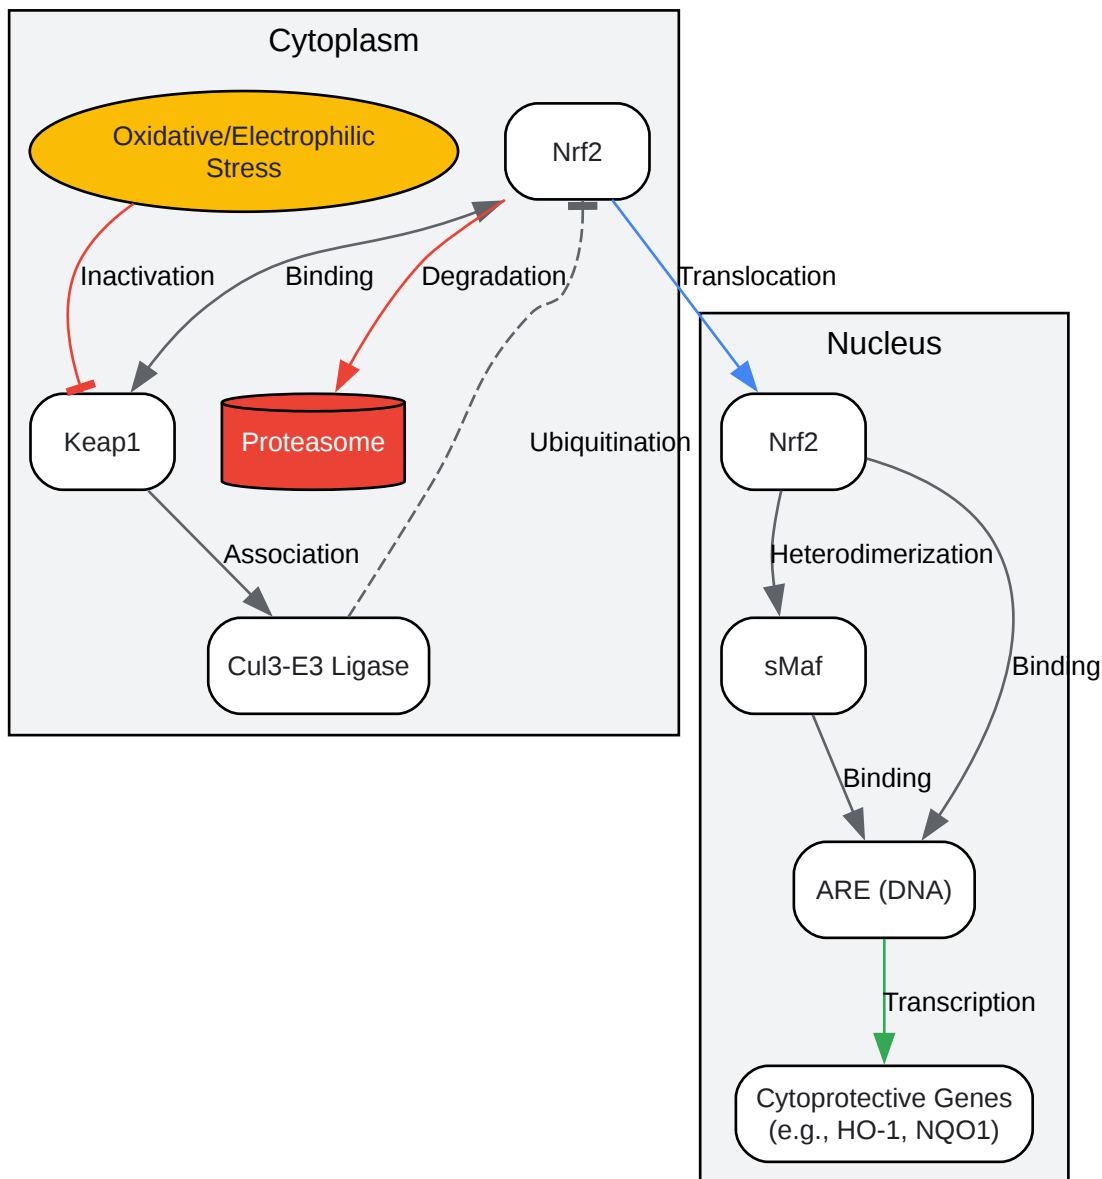 Cytoplasm
Oxidative/Electrophilic
Stress
Nrf2
Inactivation
Binding
Degradation
Translocation
Nucleus
Keap1
Proteasome
Ubiquitination
Nrf2
Association
Heterodimerization
Cul3-E3 Ligase
sMaf
Binding
Binding
ARE (DNA)
Transcription
Cytoprotective Genes
(e.g., HO-1, NQO1)